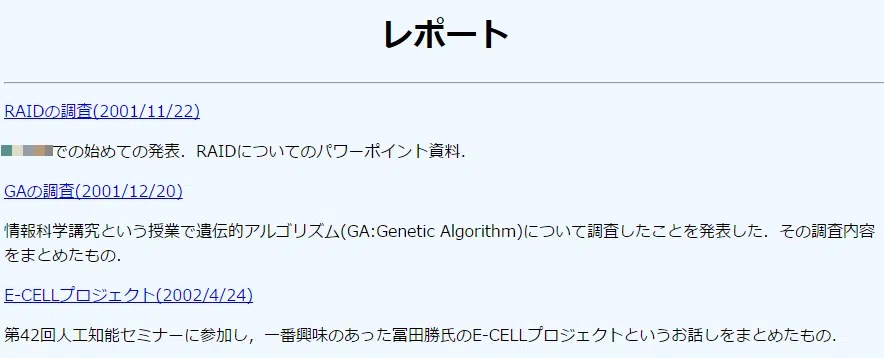 レポート
RAIDの調査(2001/11/22)
での始めての発表．RAIDについてのパワーポイント資料．
GAの調査(2001/12/20)
情報科学講究という授業で遺伝的アルゴリズム(GA:Genetic Algorithm)について調査したことを発表した．その調査内容
をまとめたもの．
E-CELLプロジェクト(2002/4/24)
第42回人工知能セミナーに参加し，一番興味のあった冨田勝氏のE-CELLプロジェクトというお話しをまとめたもの．